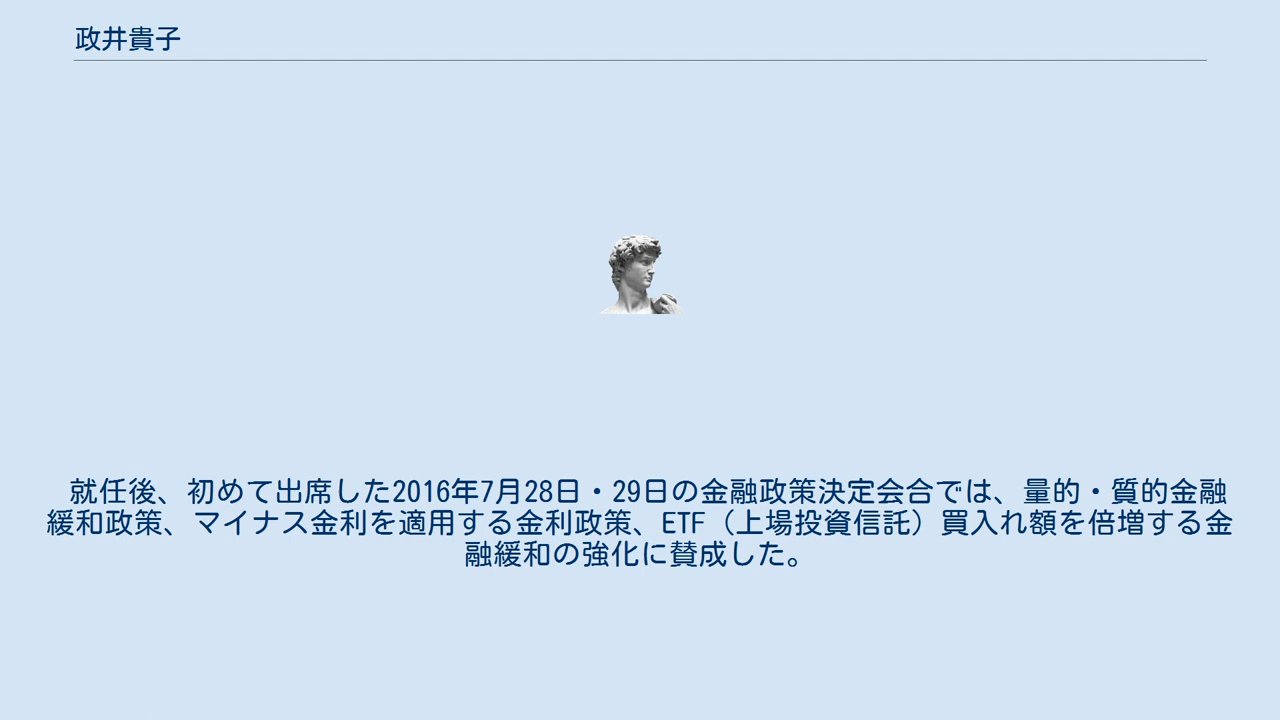 政井貴子
就任後、初めて出席した2016年7月28日・29日の金融政策決定会合では、量的・質的金融
緩和政策、マイナス金利を適用する金利政策、ETF（上場投資信託）買入れ額を倍増する金
融緩和の強化に賛成した。